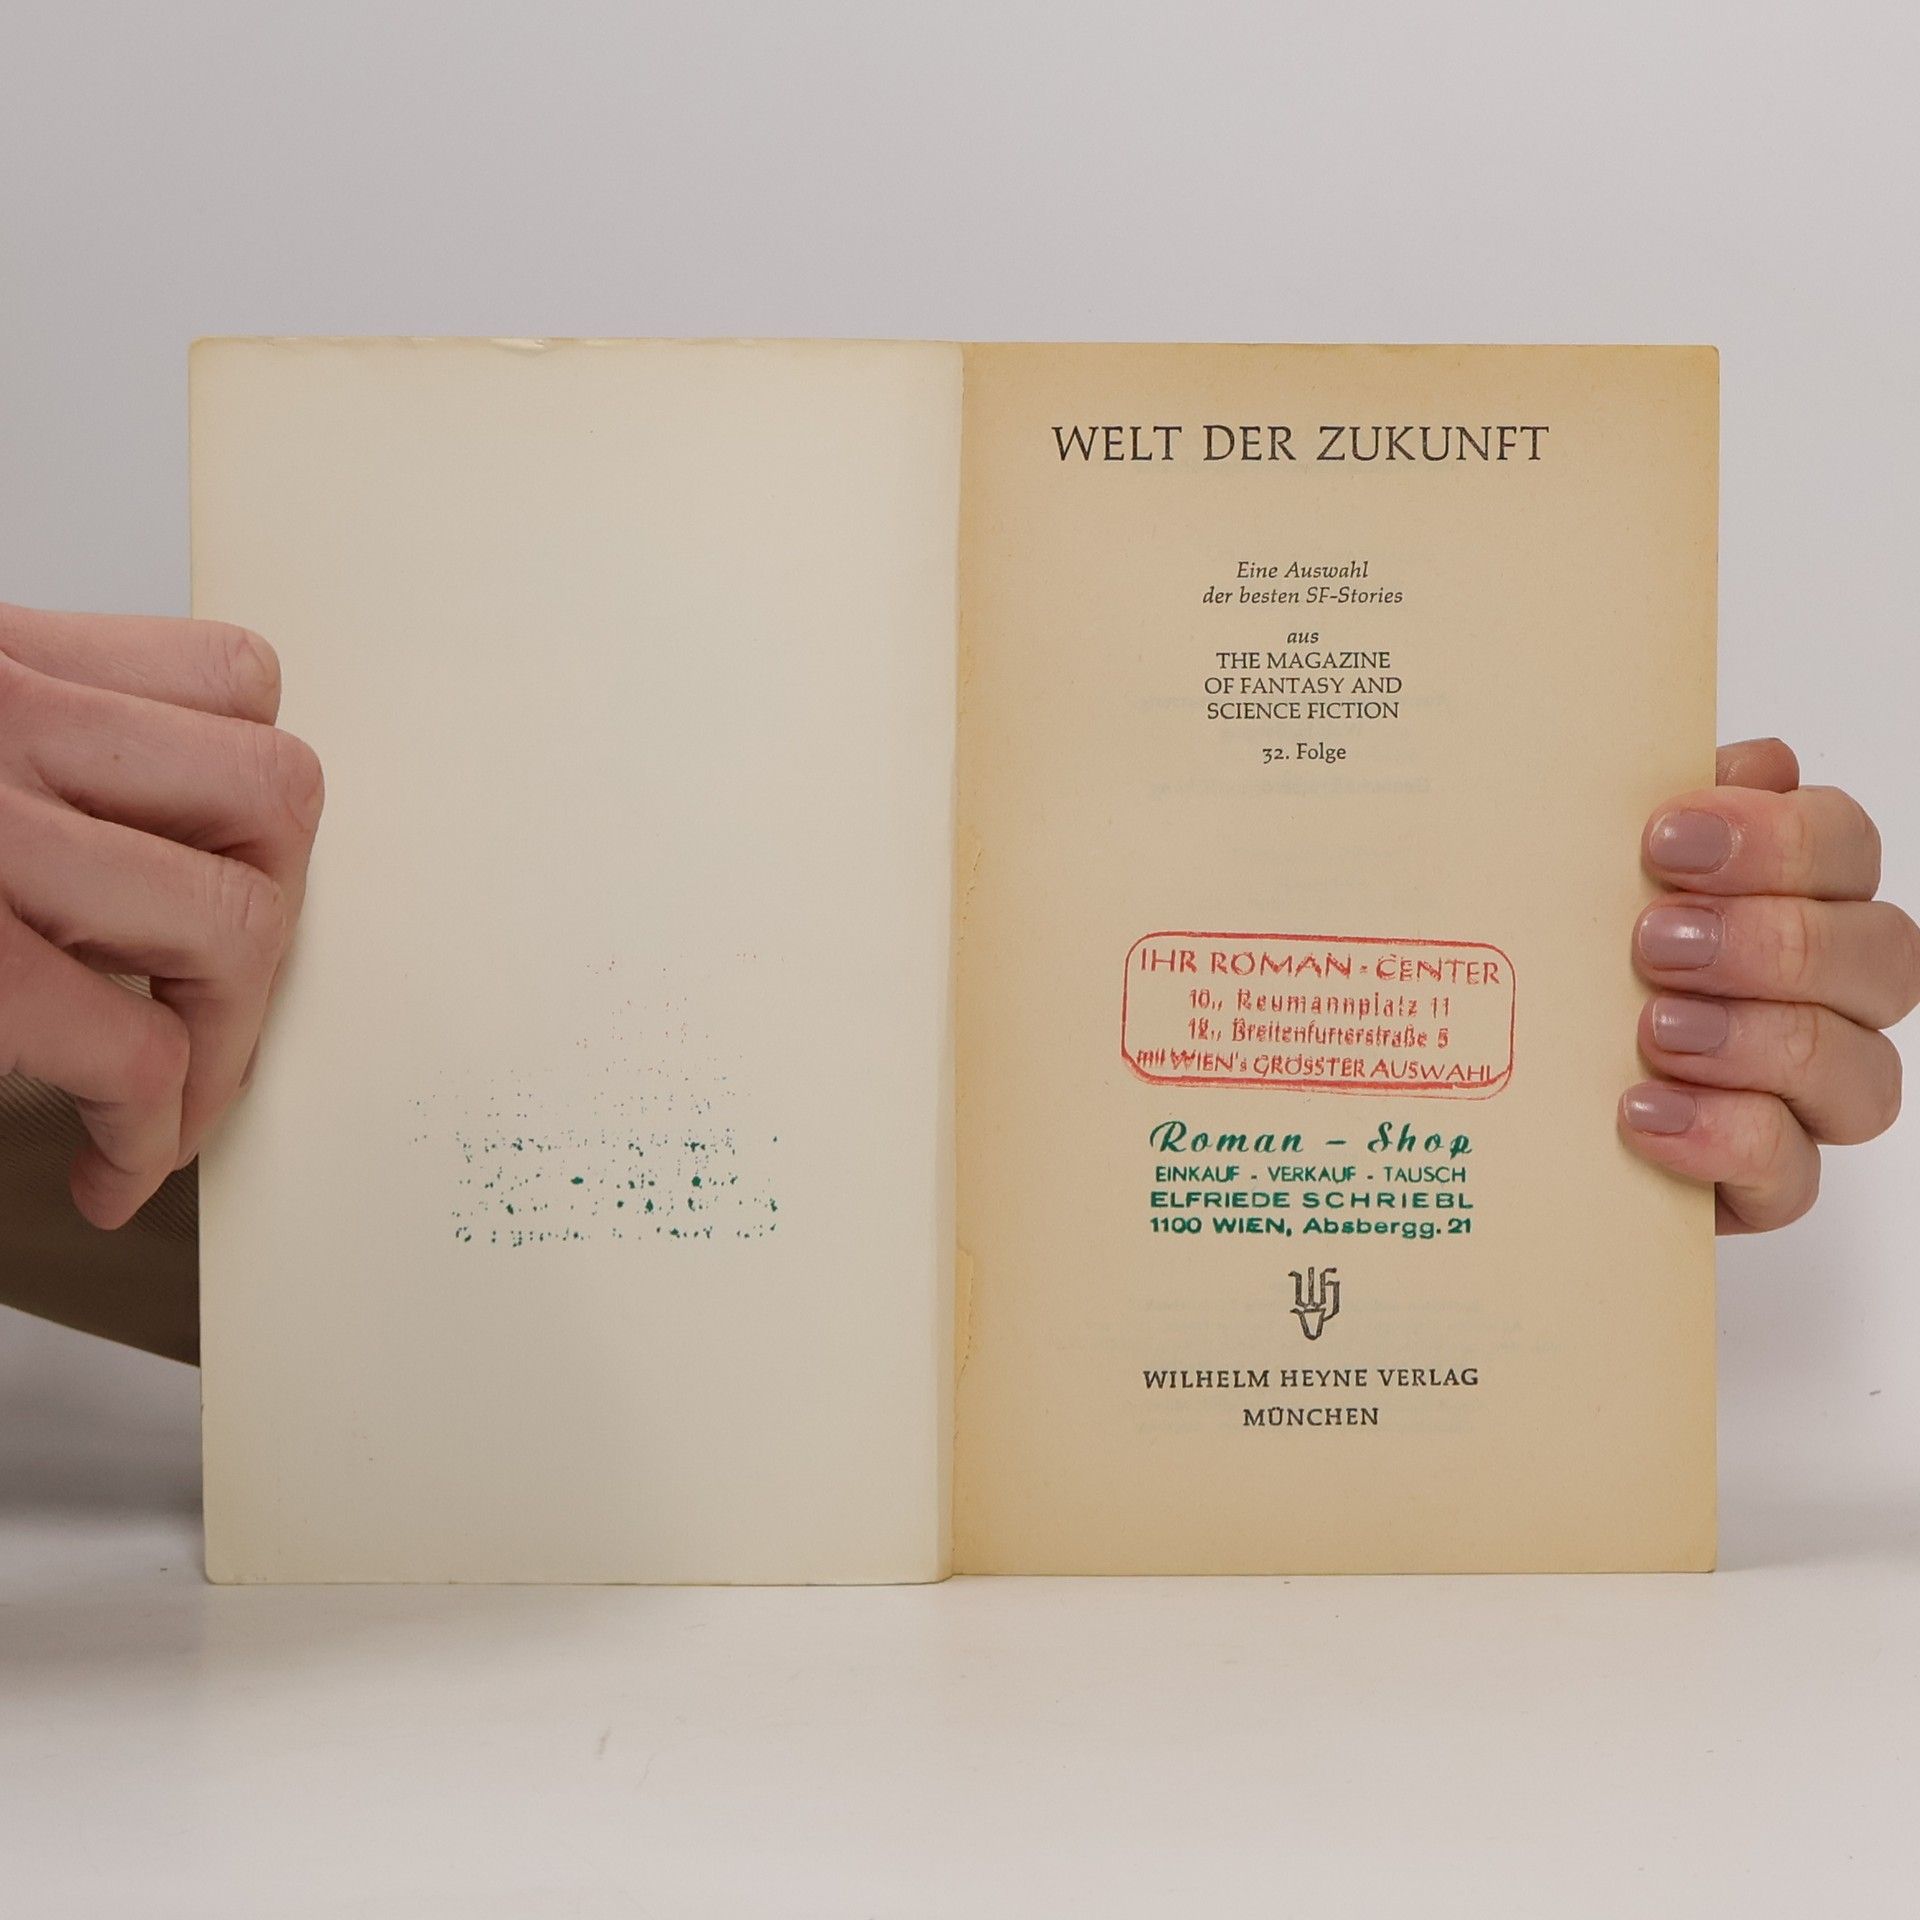 WELT DER ZUKUNFT
Eine Auswahl
der besten SF-Stories
aus
THE MAGAZINE
OF FANTASY AND
SCIENCE FICTION
32. Folge
IHR ROMAN-CENTER
10., Reumannplatz 11
12., Breitenfurterstraße 5
mit WIEN's GRÖSSTER AUSWAHL
Roman - Shop
EINKAUF - VERKAUF - TAUSCH
ELFRIEDE SCHRIEBL
1100 WIEN, Absbergg. 21
WILHELM HEYNE VERLAG
MÜNCHEN